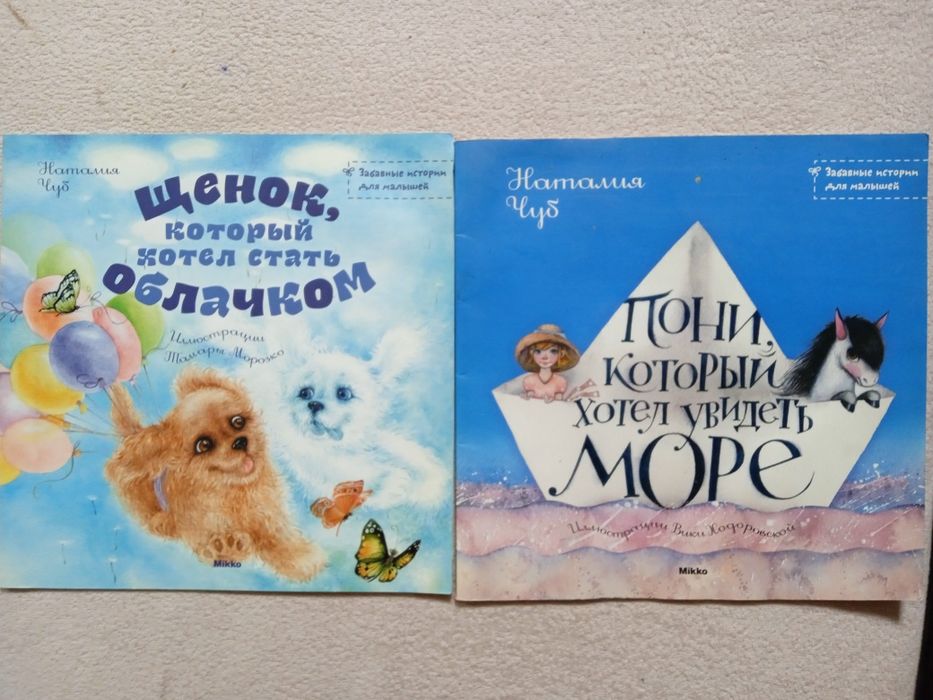 Наталия
Чуб
Забавные истории
для малышей
Щенок,
который
хотел стать
облачком
Иллюстрации
Тамары Морозко
Mikko
Наталия
Чуб
Забавные истории
для малышей
Пони,
который
хотел увидеть
море
Иллюстрации Вики Ходоровской
Mikko